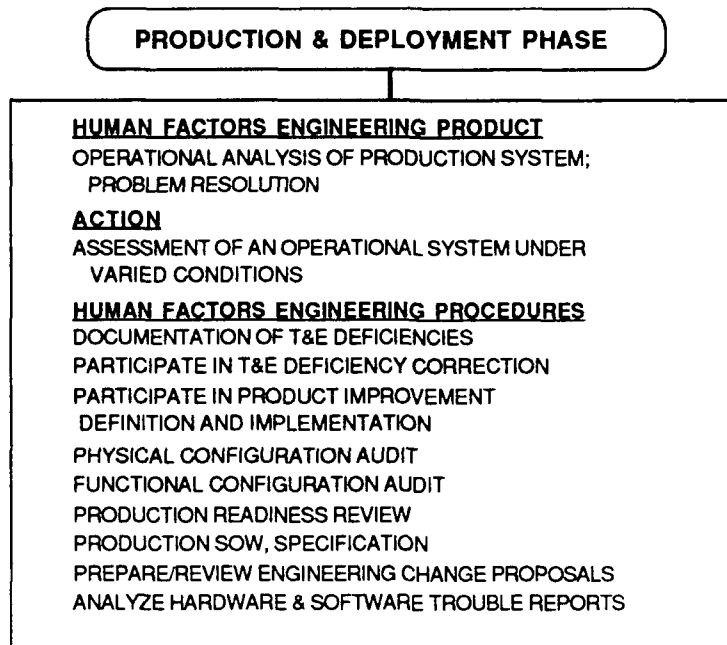 PRODUCTION & DEPLOYMENT PHASE
HUMAN FACTORS ENGINEERING PRODUCT
OPERATIONAL ANALYSIS OF PRODUCTION SYSTEM;
PROBLEM RESOLUTION
ACTION
ASSESSMENT OF AN OPERATIONAL SYSTEM UNDER
VARIED CONDITIONS
HUMAN FACTORS ENGINEERING PROCEDURES
DOCUMENTATION OF T&E DEFICIENCIES
PARTICIPATE IN T&E DEFICIENCY CORRECTION
PARTICIPATE IN PRODUCT IMPROVEMENT
DEFINITION AND IMPLEMENTATION
PHYSICAL CONFIGURATION AUDIT
FUNCTIONAL CONFIGURATION AUDIT
PRODUCTION READINESS REVIEW
PRODUCTION SOW, SPECIFICATION
PREPARE/REVIEW ENGINEERING CHANGE PROPOSALS
ANALYZE HARDWARE & SOFTWARE TROUBLE REPORTS